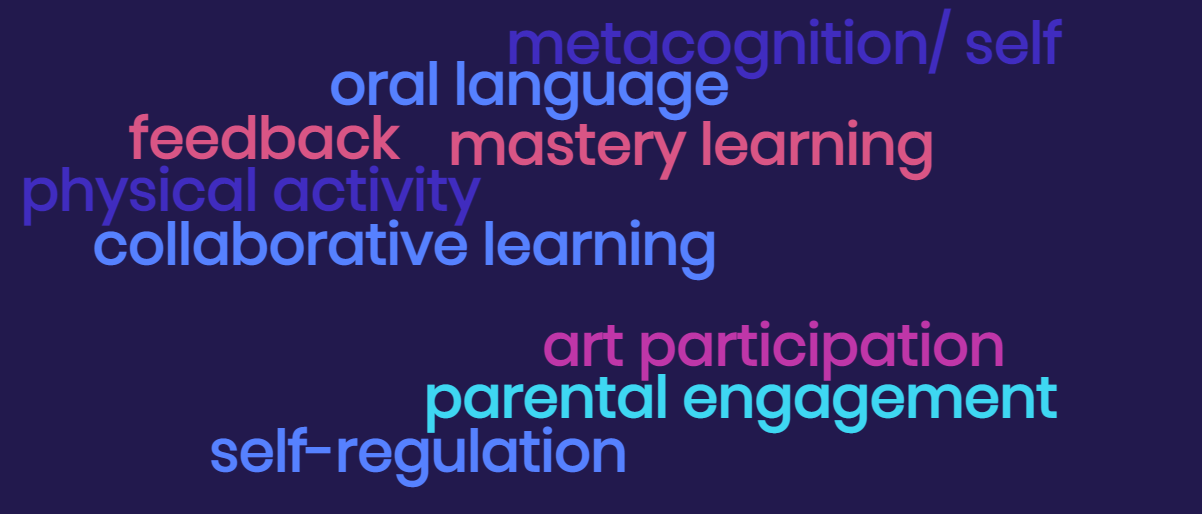 metacognition/ self
oral language
feedback
mastery learning
physical activity
collaborative learning
art participation
parental engagement
self-regulation